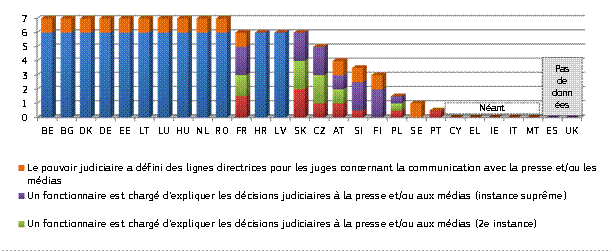 7
6
5
4
3
2
1
0
Pas de données
Néant
BE BG DK DE EE LT LU HU NL RO FR HR LV SK CZ AT SI FI PL SE PT CY EL IE IT MT ES UK
Le pouvoir judiciaire a défini des lignes directrices pour les juges concernant la communication avec la presse et/ou les
médias
Un fonctionnaire est chargé d'expliquer les décisions judiciaires à la presse et/ou aux médias (instance suprême)
Un fonctionnaire est chargé d'expliquer les décisions judiciaires à la presse et/ou aux médias (2e instance)